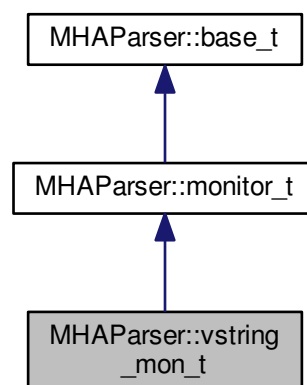 MHAParser::base_t
MHAParser::monitor_t
MHAParser::vstring
_mon_t